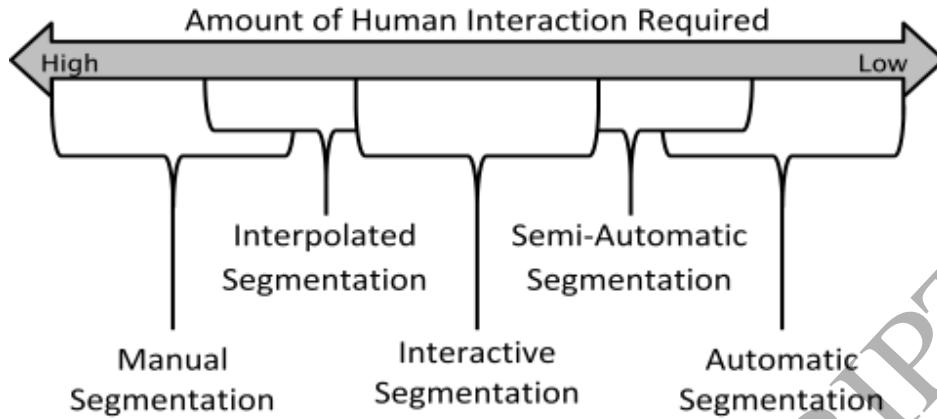 Amount of Human Interaction Required
High
Low
Interpolated
Segmentation
Semi-Automatic
Segmentation
Manual
Segmentation
Interactive
Segmentation
Automatic
Segmentation